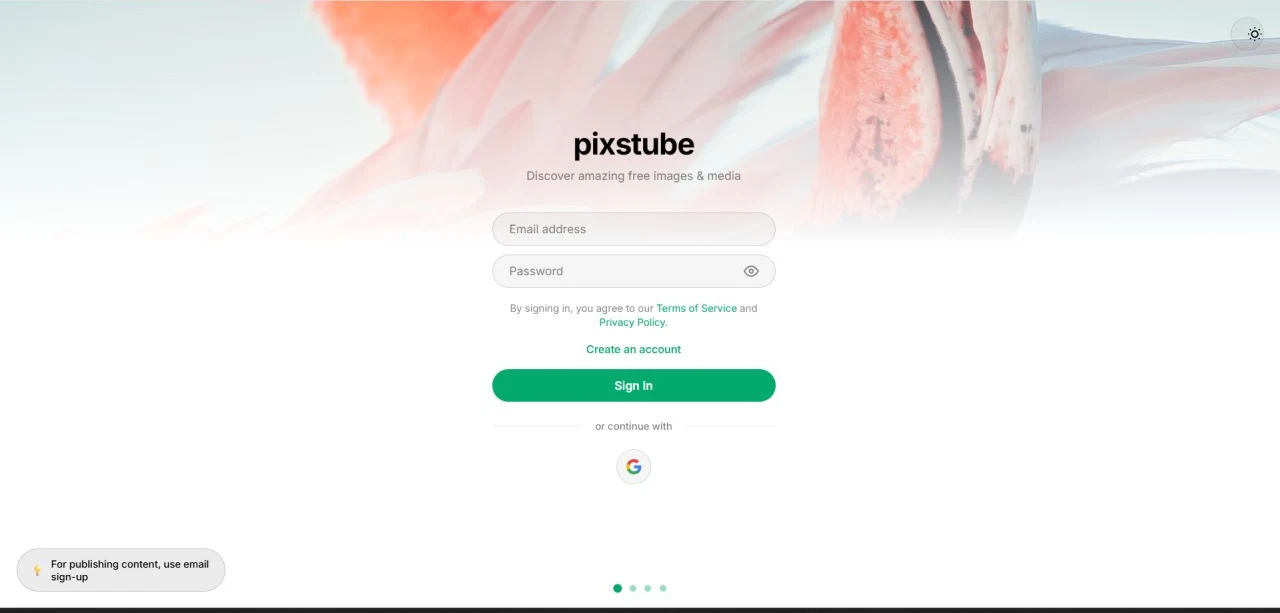 pixstube
Discover amazing free images & media
Email address
Password
By signing in, you agree to our Terms of Service and
Privacy Policy.
Create an account
Sign In
or continue with
For publishing content, use email
sign-up